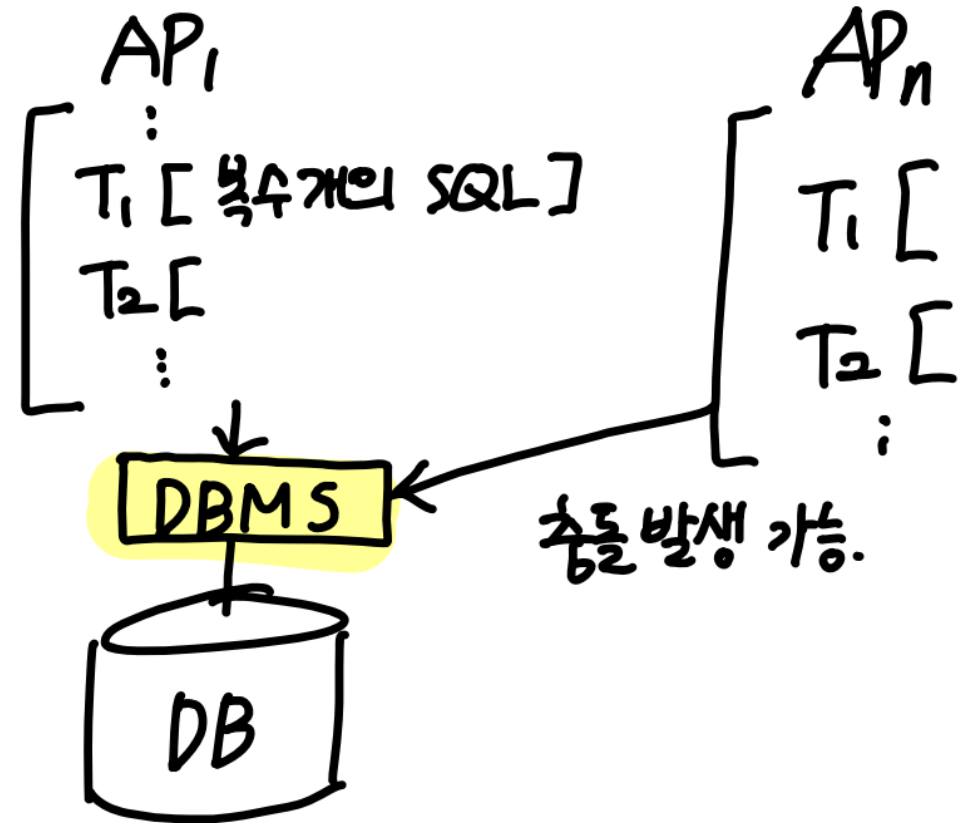 AP1
⋮
T1 [ 복수개의 SQL ]
T2 [
⋮
APn
T1 [
T2 [
⋮
DBMS
충돌 발생 가능.
DB